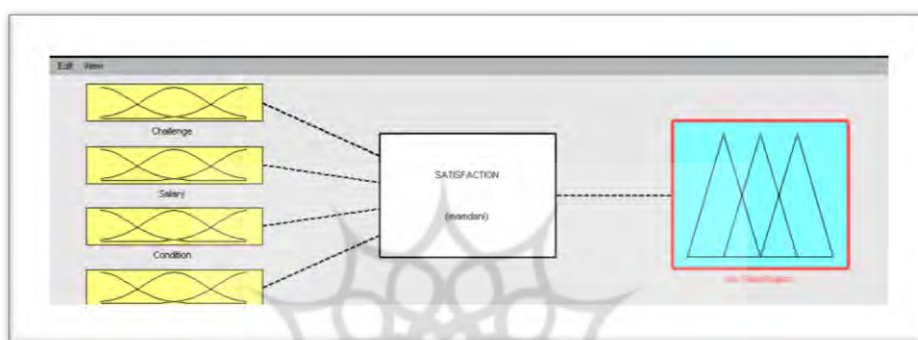 Edit View
Challenge
Salary
Condition
SATISFACTION
(mamdani)